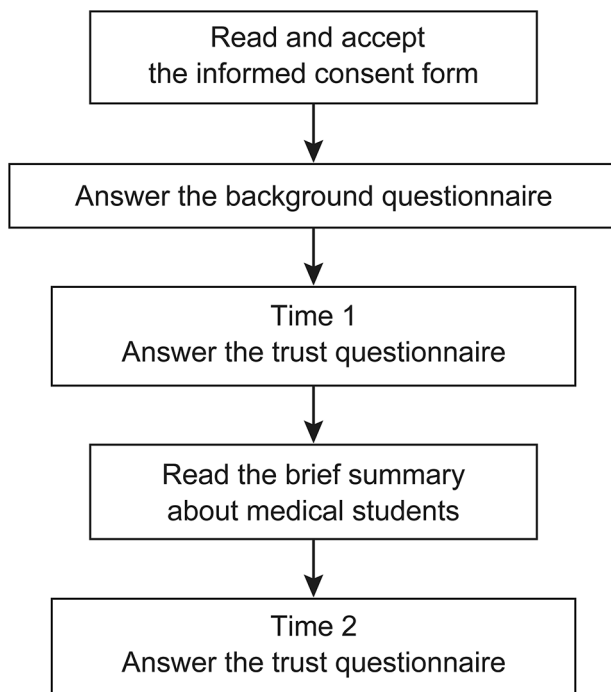 Read and accept
the informed consent form
Answer the background questionnaire
Time 1
Answer the trust questionnaire
Read the brief summary
about medical students
Time 2
Answer the trust questionnaire